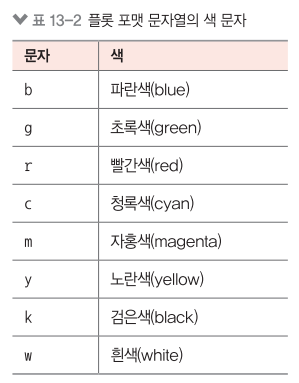 표 13-2 플롯 포맷 문자열의 색 문자
문자 색
b 파란색(blue)
g 초록색(green)
r 빨간색(red)
c 청록색(cyan)
m 자홍색(magenta)
y 노란색(yellow)
k 검은색(black)
w 흰색(white)